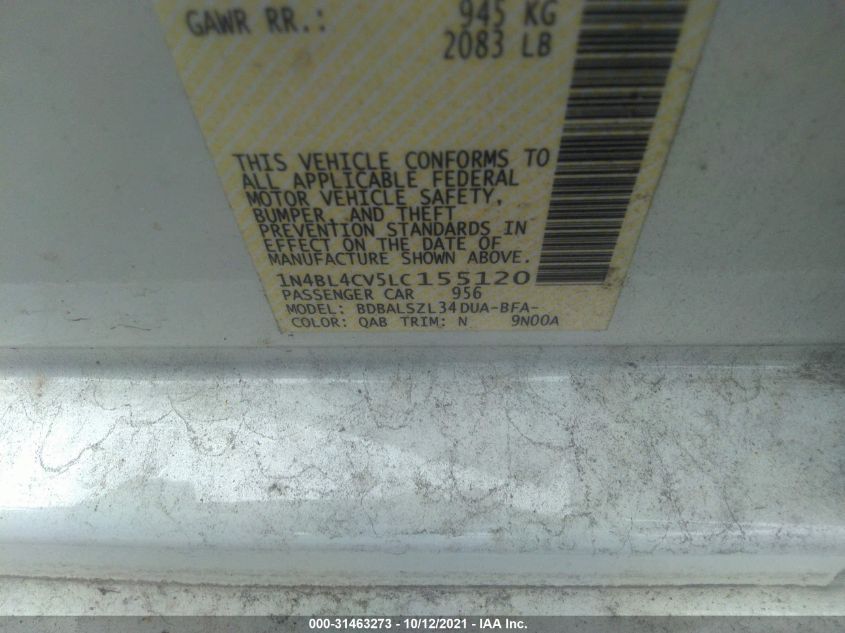 GAWR RR.: 945 KG
2083 LB
THIS VEHICLE CONFORMS TO
ALL APPLICABLE FEDERAL
MOTOR VEHICLE SAFETY,
BUMPER, AND THEFT
PREVENTION STANDARDS IN
EFFECT ON THE DATE OF
MANUFACTURE SHOWN ABOVE.
1N4BL4CV5LC155120
PASSENGER CAR 956
MODEL: BDBALSZL34DUA-BFA-
COLOR: QAB TRIM: N 9N00A
000-31463273 - 10/12/2021 - IAA Inc.